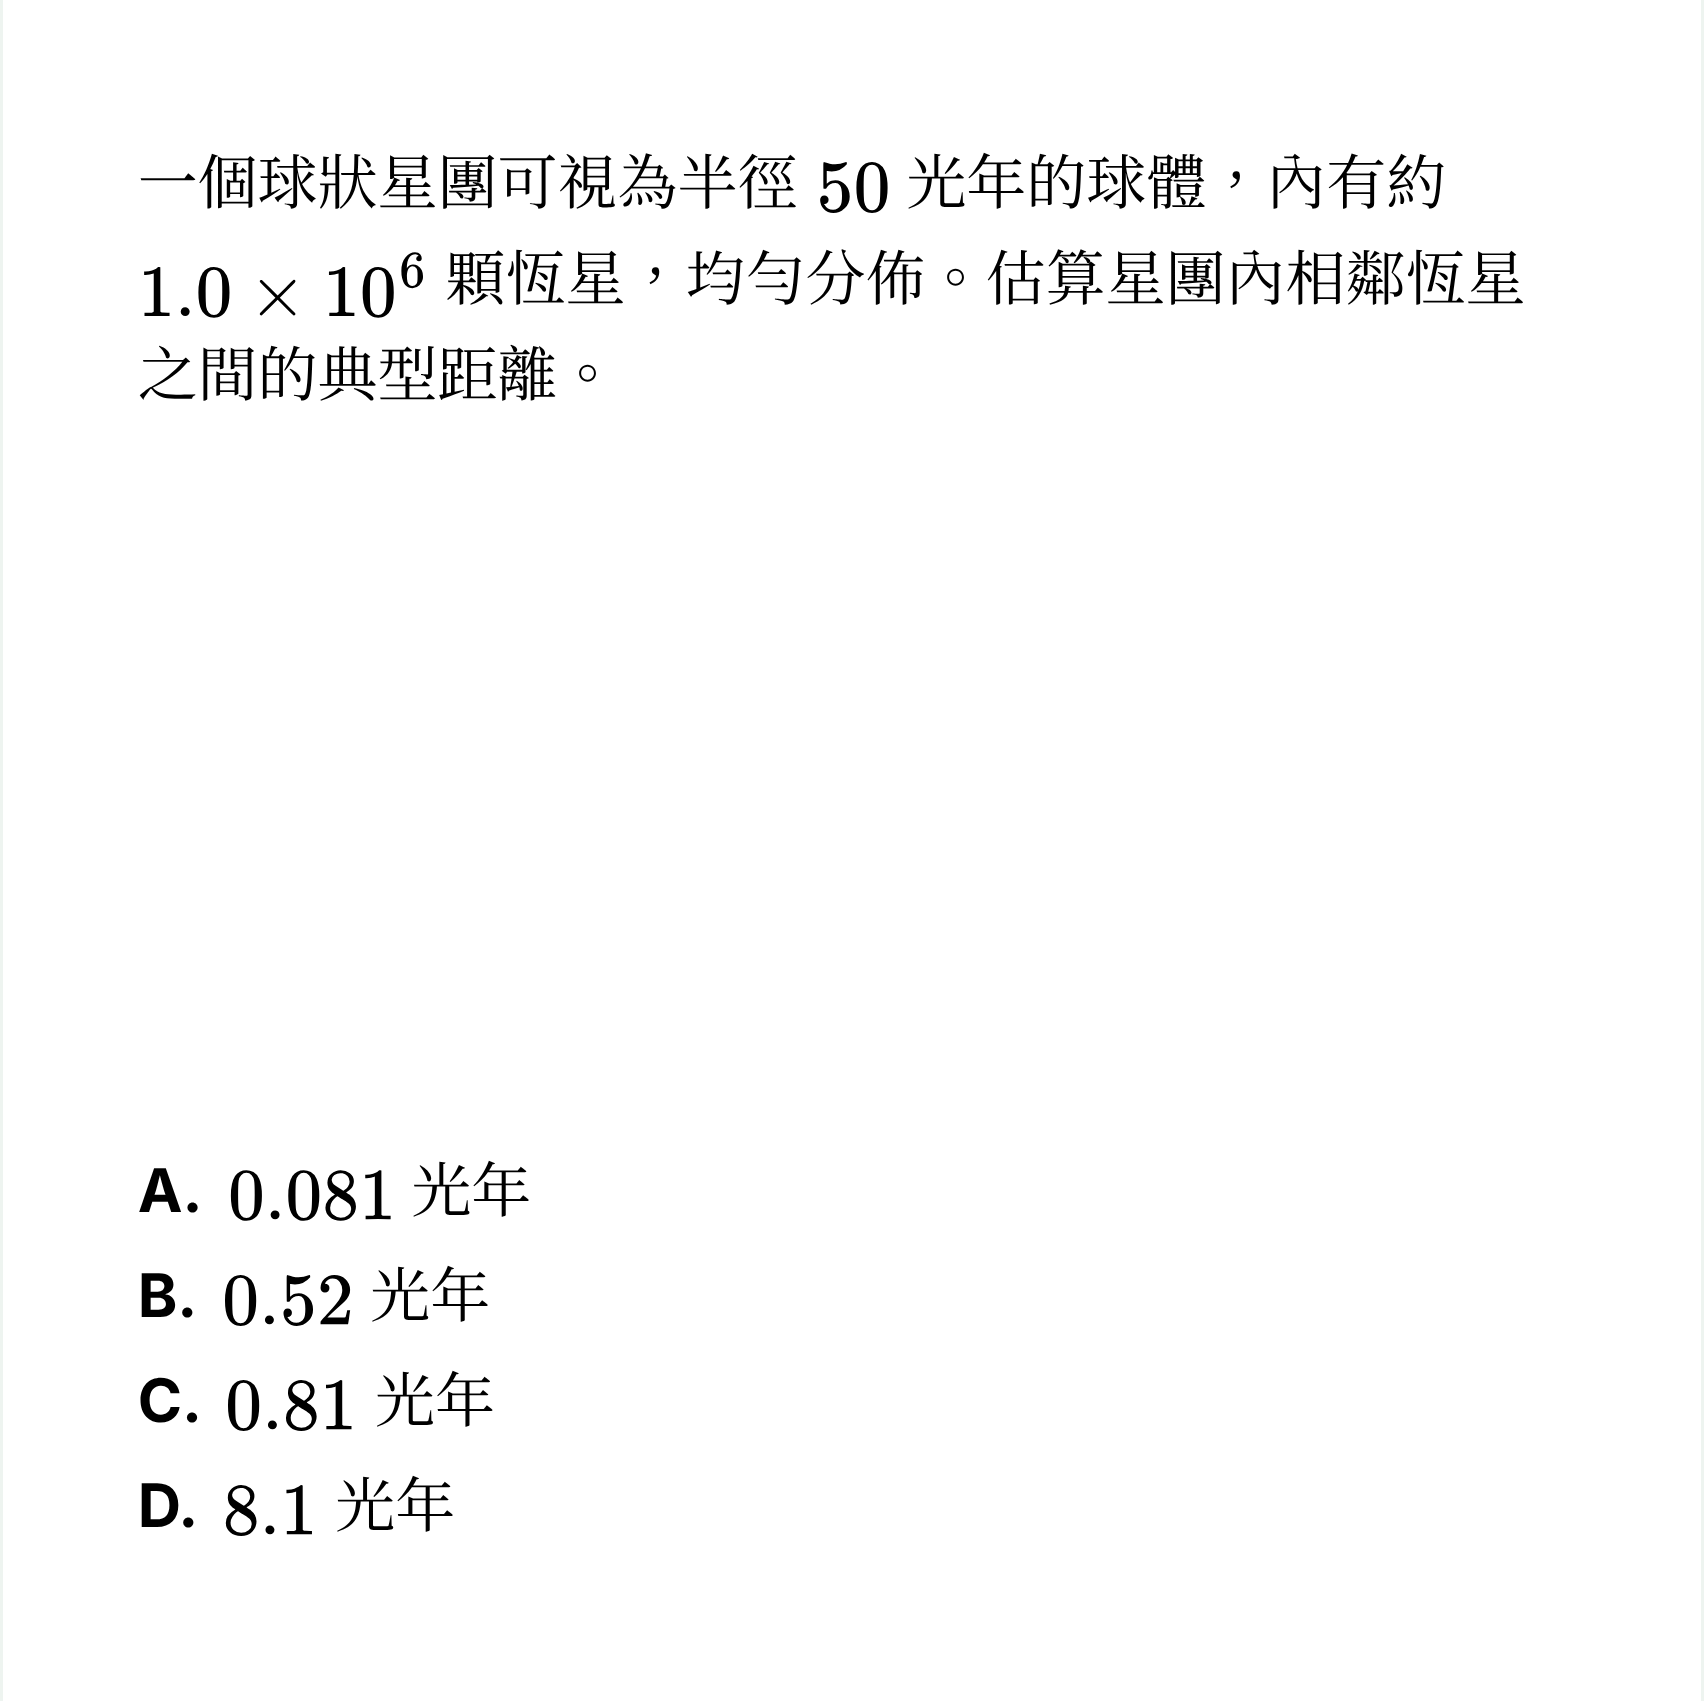 一個球狀星團可視為半徑 50 光年的球體，內有約
1.0 × 10⁶ 顆恆星，均勻分佈。估算星團內相鄰恆星
之間的典型距離。
A. 0.081 光年
B. 0.52 光年
C. 0.81 光年
D. 8.1 光年